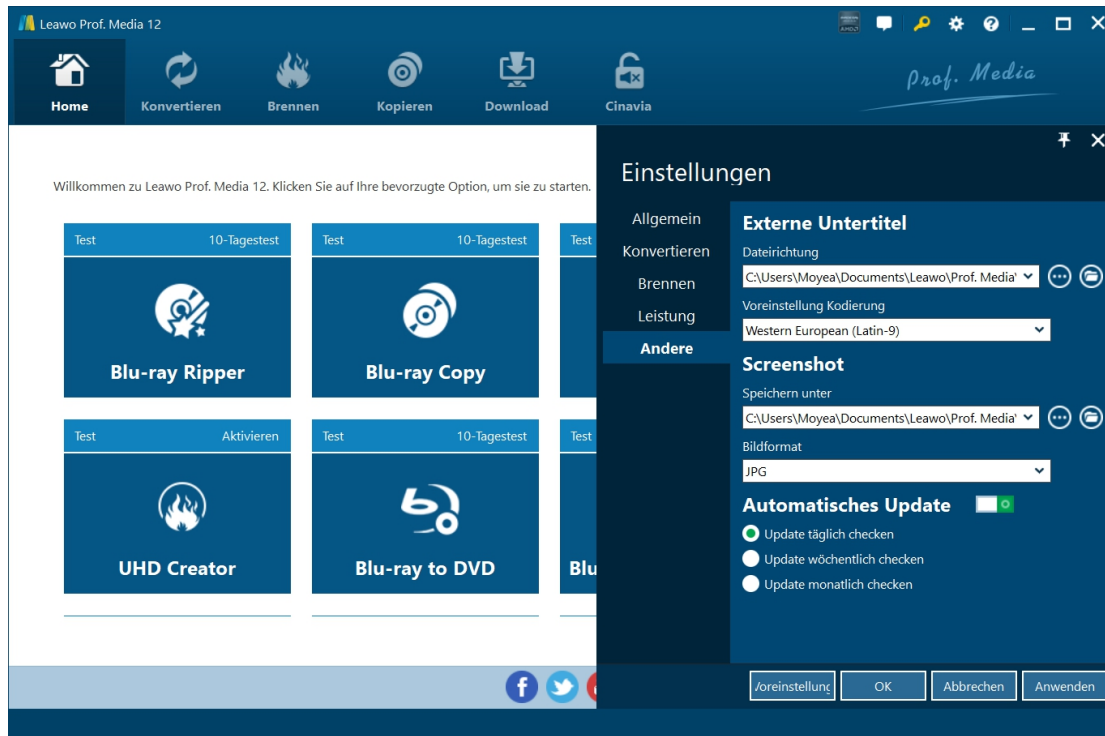 Leawo Prof. Media 12
Home
Konvertieren
Brennen
Kopieren
Download
Cinavia
Prof. Media
Willkommen zu Leawo Prof. Media 12. Klicken Sie auf Ihre bevorzugte Option, um sie zu starten.
Test 10-Tagestest
Blu-ray Ripper
Test 10-Tagestest
Blu-ray Copy
Test
Test Aktivieren
UHD Creator
Test 10-Tagestest
Blu-ray to DVD
Test
Blu
Einstellungen
Allgemein
Konvertieren
Brennen
Leistung
Andere
Externe Untertitel
Dateirichtung
C:\Users\Moyea\Documents\Leawo\Prof. Media\
Voreinstellung Kodierung
Western European (Latin-9)
Screenshot
Speichern unter
C:\Users\Moyea\Documents\Leawo\Prof. Media\
Bildformat
JPG
Automatisches Update
Update täglich checken
Update wöchentlich checken
Update monatlich checken
Voreinstellung
OK
Abbrechen
Anwenden